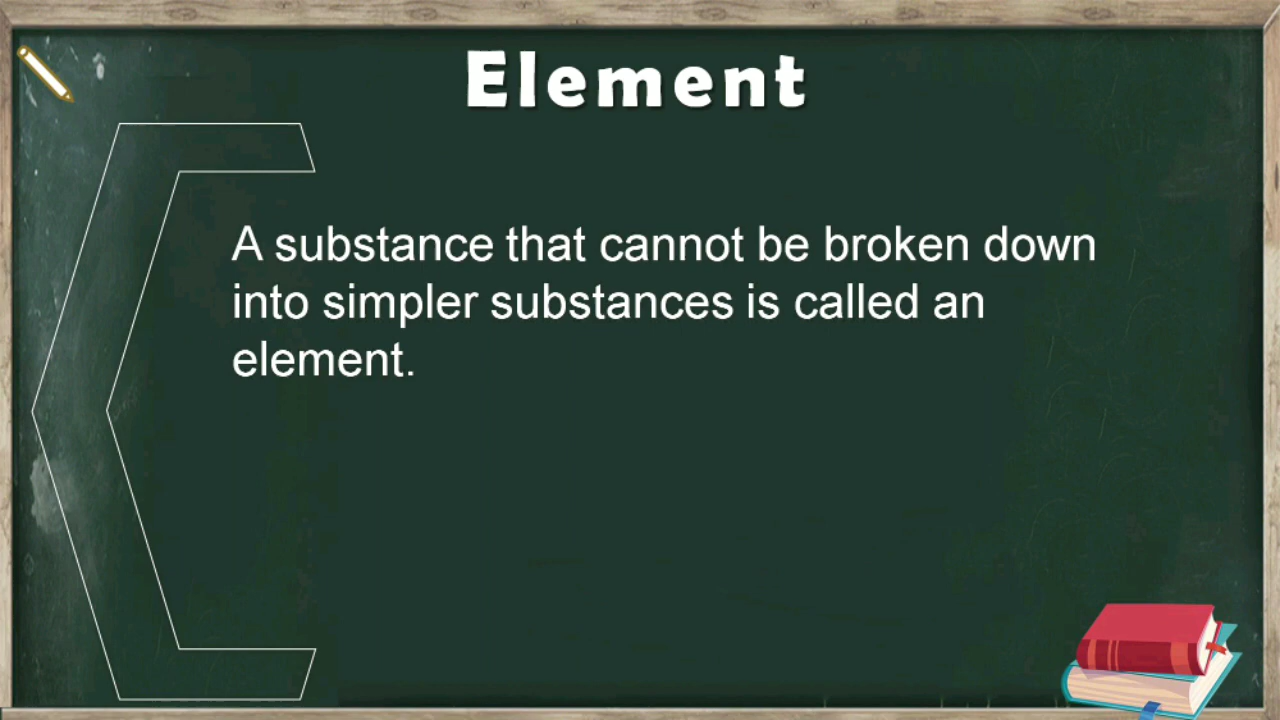 Element
A substance that cannot be broken down
into simpler substances is called an
element.